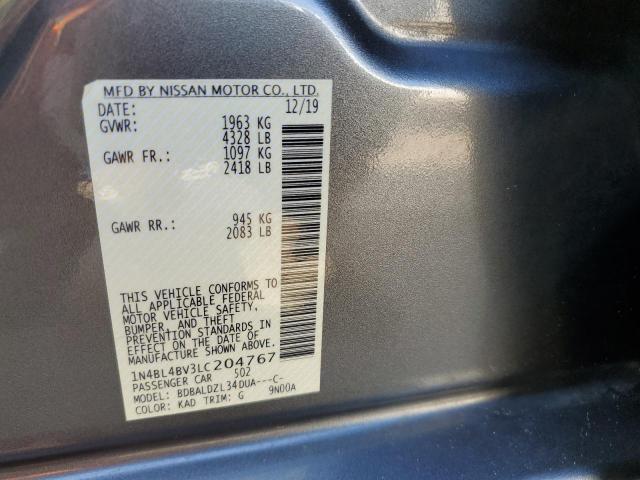 MFD BY NISSAN MOTOR CO., LTD.
DATE: 12/19
GVWR: 1963 KG
4328 LB
GAWR FR.: 1097 KG
2418 LB
GAWR RR.: 945 KG
2083 LB
THIS VEHICLE CONFORMS TO
ALL APPLICABLE FEDERAL
MOTOR VEHICLE SAFETY,
BUMPER, AND THEFT
PREVENTION STANDARDS IN
EFFECT ON THE DATE OF
MANUFACTURE SHOWN ABOVE.
1N4BL4BV3LC204767
PASSENGER CAR 502
MODEL: BDBALDZL34DUA---C-
COLOR: KAD TRIM: G 9N00A